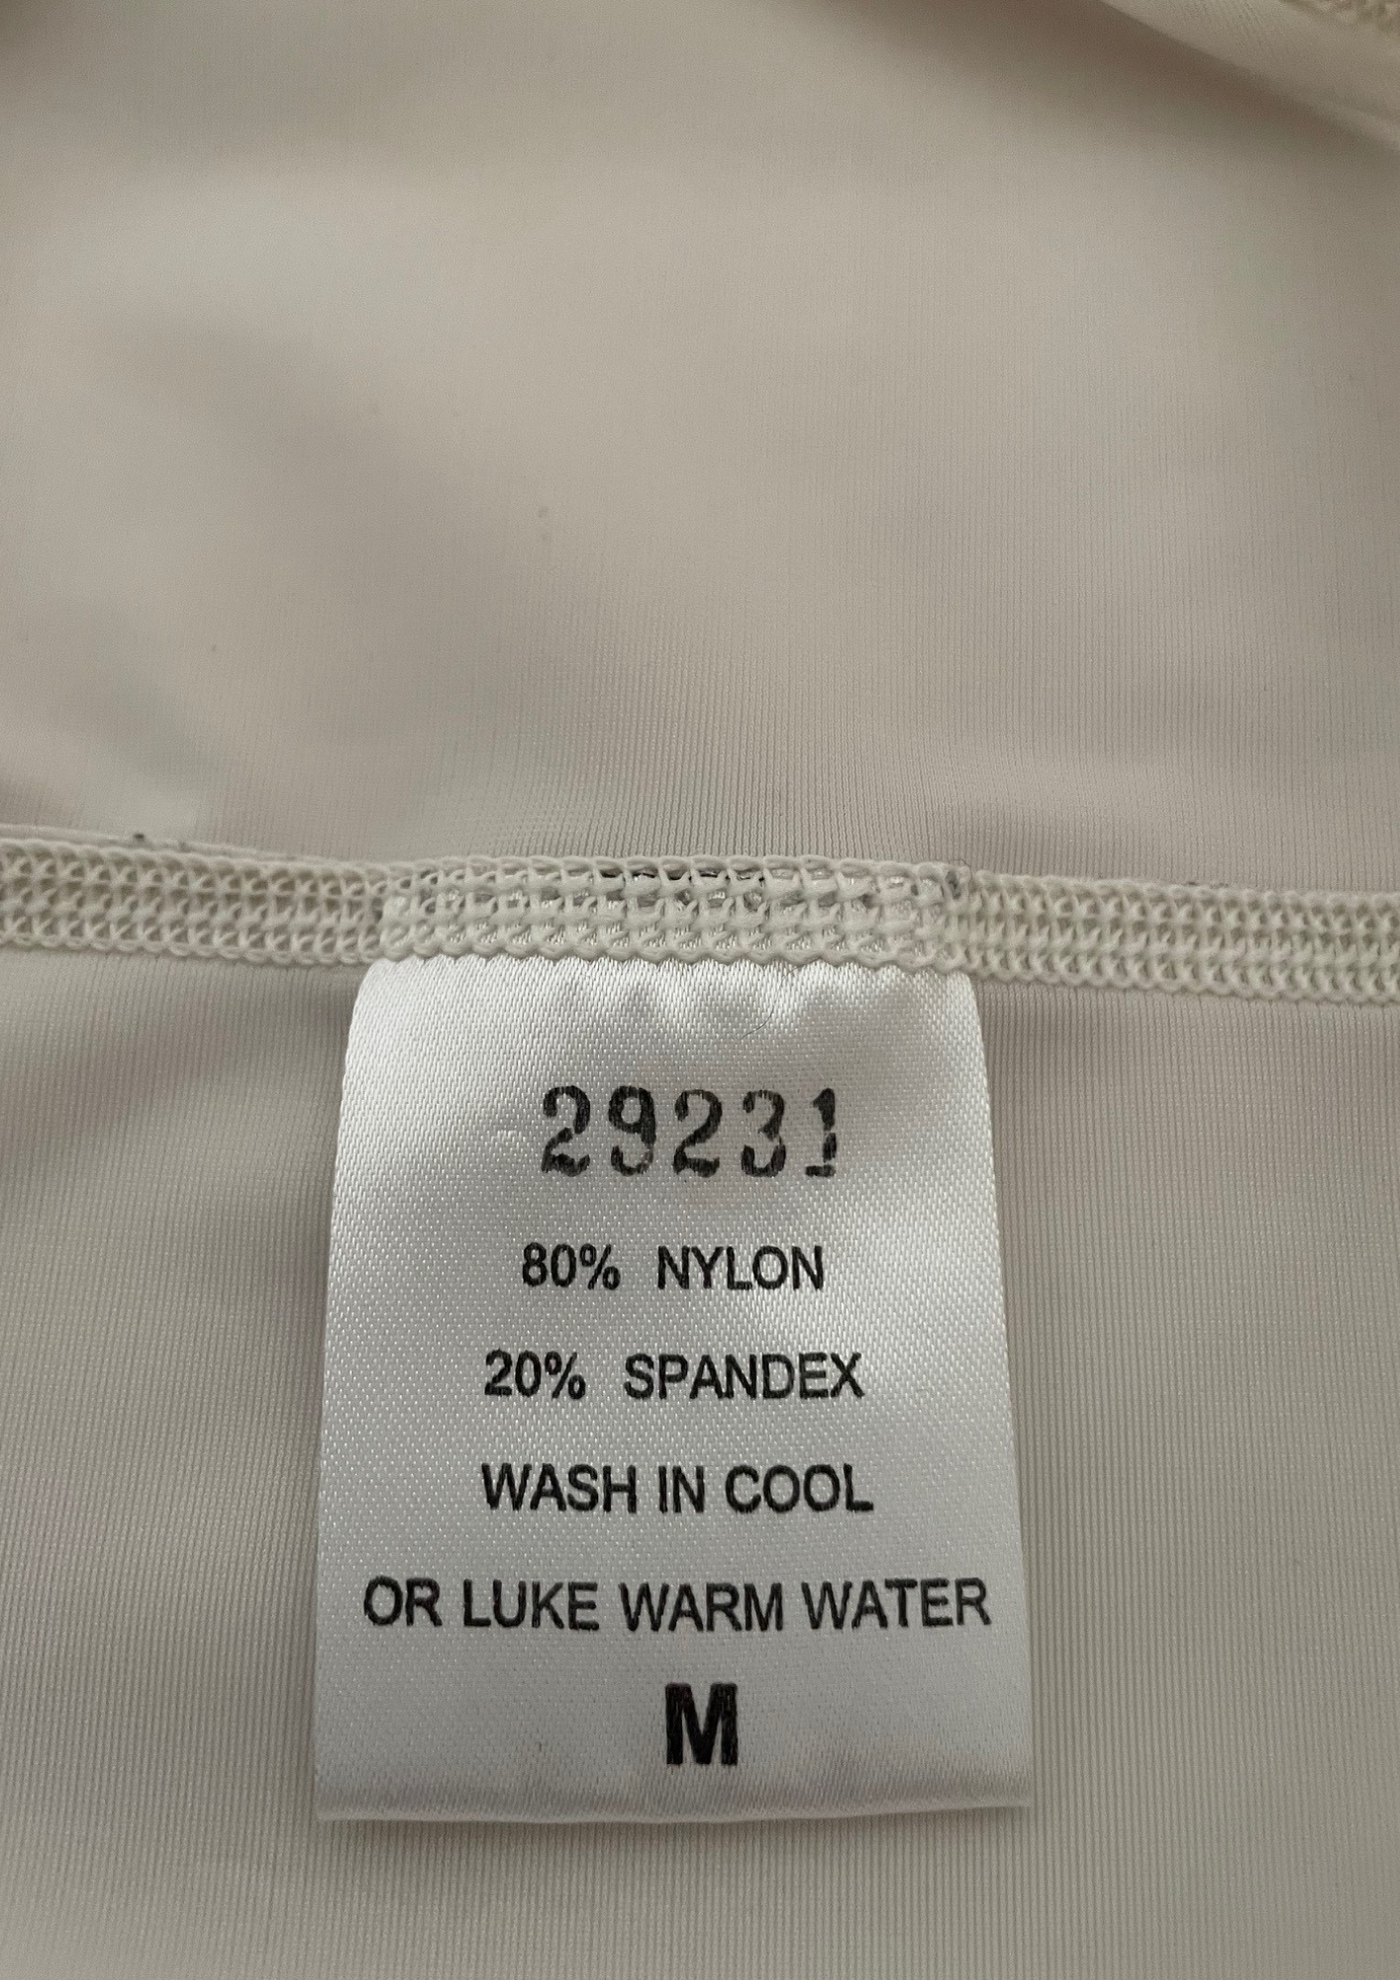 29231
80% NYLON
20% SPANDEX
WASH IN COOL
OR LUKE WARM WATER
M